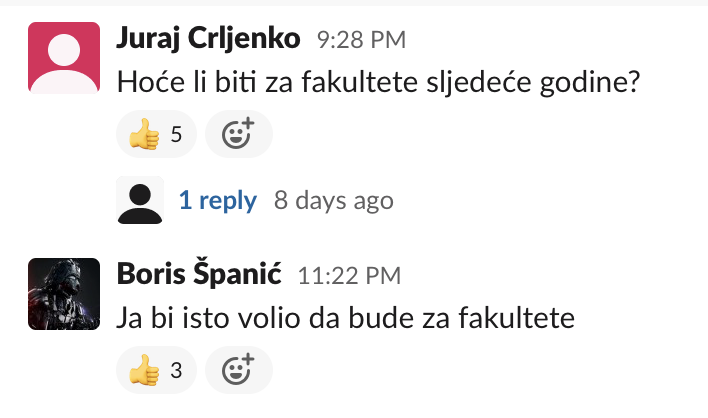 Juraj Crljenko 9:28 PM
Hoće li biti za fakultete sljedeće godine?
5
1 reply 8 days ago
Boris Španić 11:22 PM
Ja bi isto volio da bude za fakultete
3